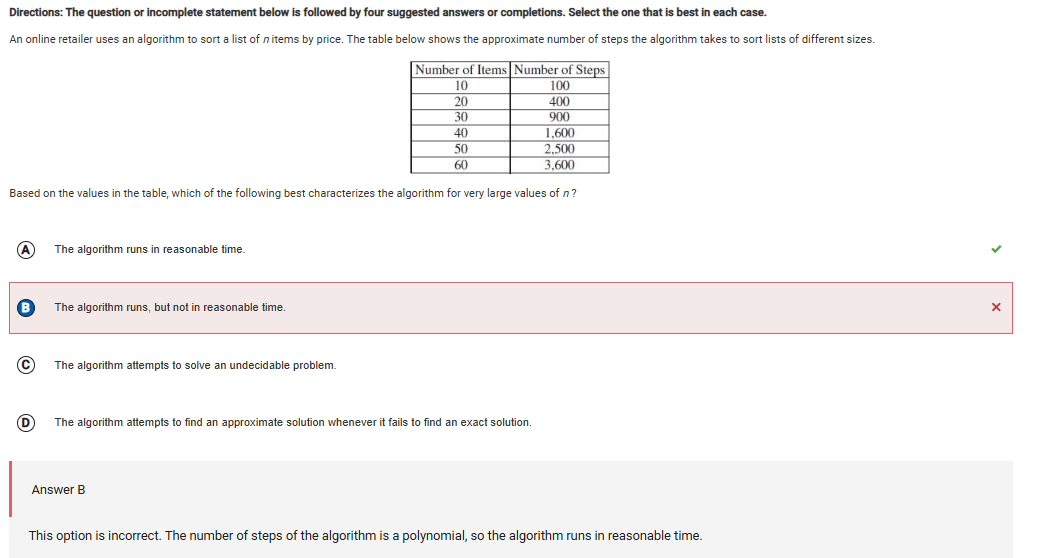 Directions: The question or incomplete statement below is followed by four suggested answers or completions. Select the one that is best in each case.
An online retailer uses an algorithm to sort a list of n items by price. The table below shows the approximate number of steps the algorithm takes to sort lists of different sizes.
Number of Items Number of Steps
10 100
20 400
30 900
40 1,600
50 2,500
60 3,600
Based on the values in the table, which of the following best characterizes the algorithm for very large values of n ?
A The algorithm runs in reasonable time.
B The algorithm runs, but not in reasonable time.
C The algorithm attempts to solve an undecidable problem.
D The algorithm attempts to find an approximate solution whenever it fails to find an exact solution.
Answer B
This option is incorrect. The number of steps of the algorithm is a polynomial, so the algorithm runs in reasonable time.